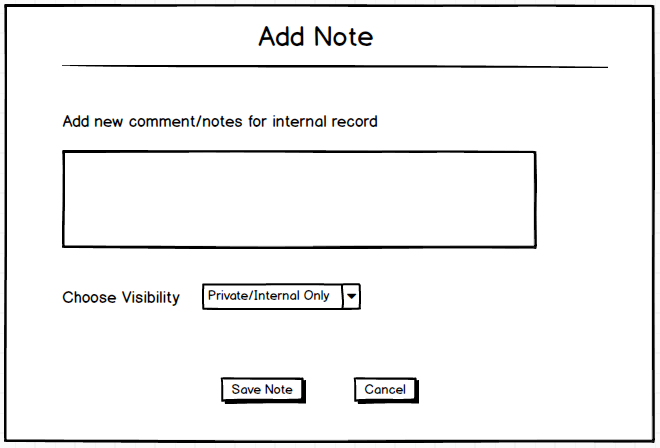 Add Note
Add new comment/notes for internal record
Choose Visibility Private/Internal Only
Save Note Cancel